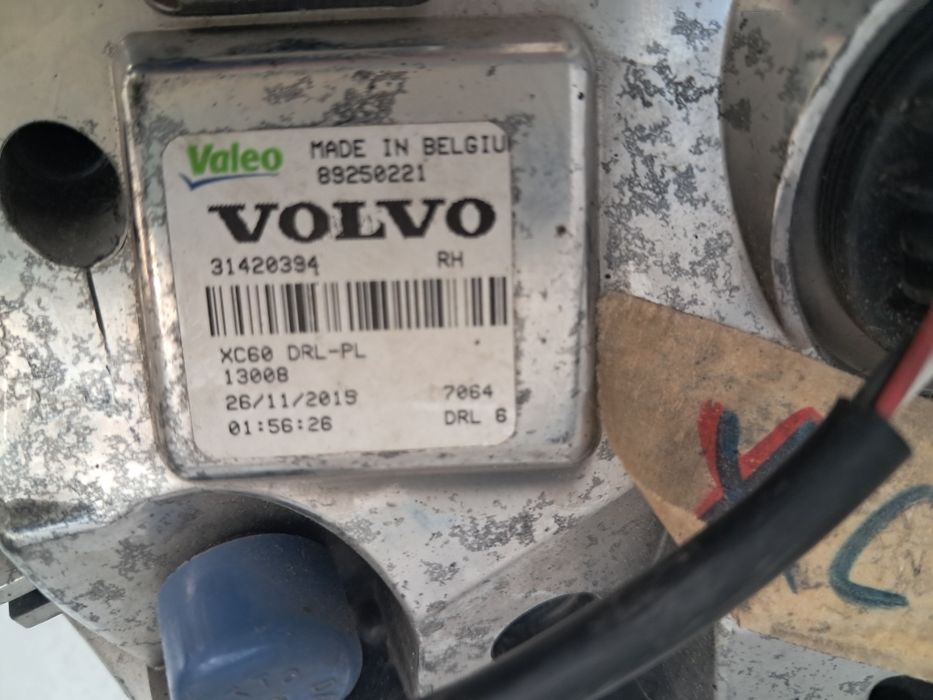 Valeo MADE IN BELGIU
89250221
VOLVO
31420394 RH
XC60 DRL-PL
13008
26/11/2019 7064
01:56:26 DRL 6